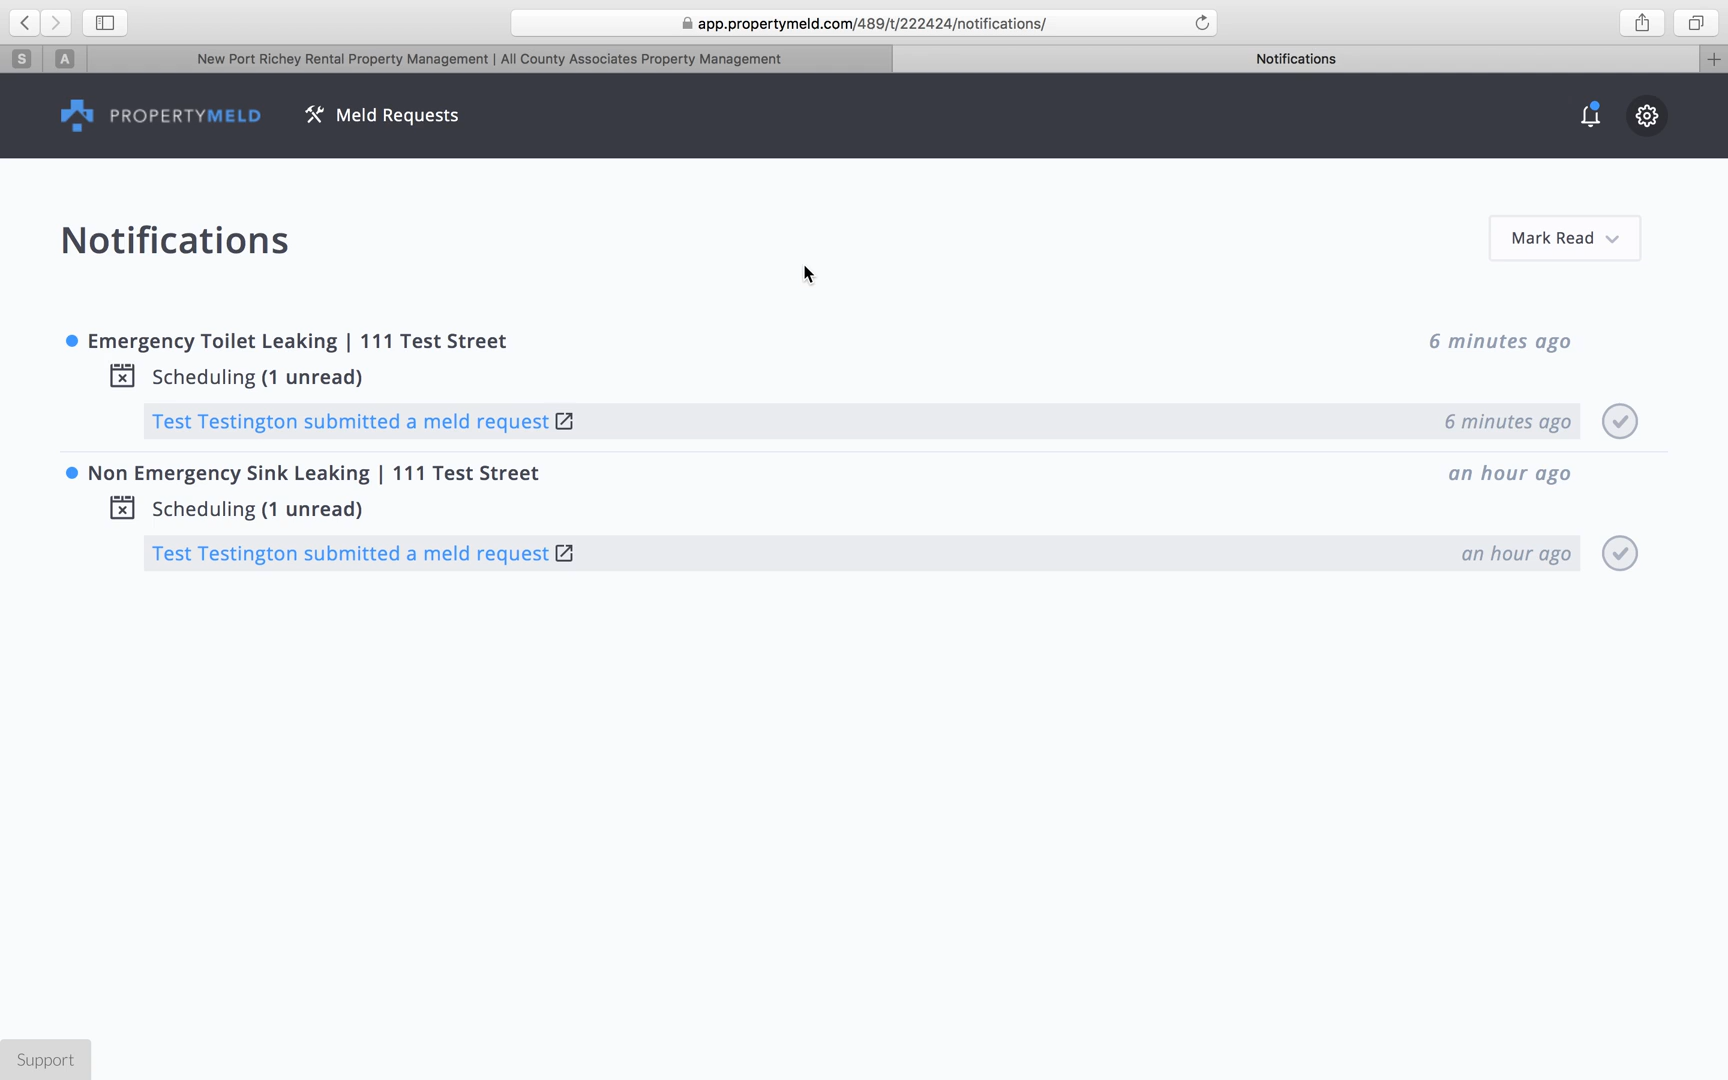 app.propertymeld.com/489/t/222424/notifications/
S
A
New Port Richey Rental Property Management | All County Associates Property Management
Notifications
PROPERTYMELD
Meld Requests
Notifications
Mark Read
Emergency Toilet Leaking | 111 Test Street
6 minutes ago
Scheduling (1 unread)
Test Testington submitted a meld request
6 minutes ago
Non Emergency Sink Leaking | 111 Test Street
an hour ago
Scheduling (1 unread)
Test Testington submitted a meld request
an hour ago
Support